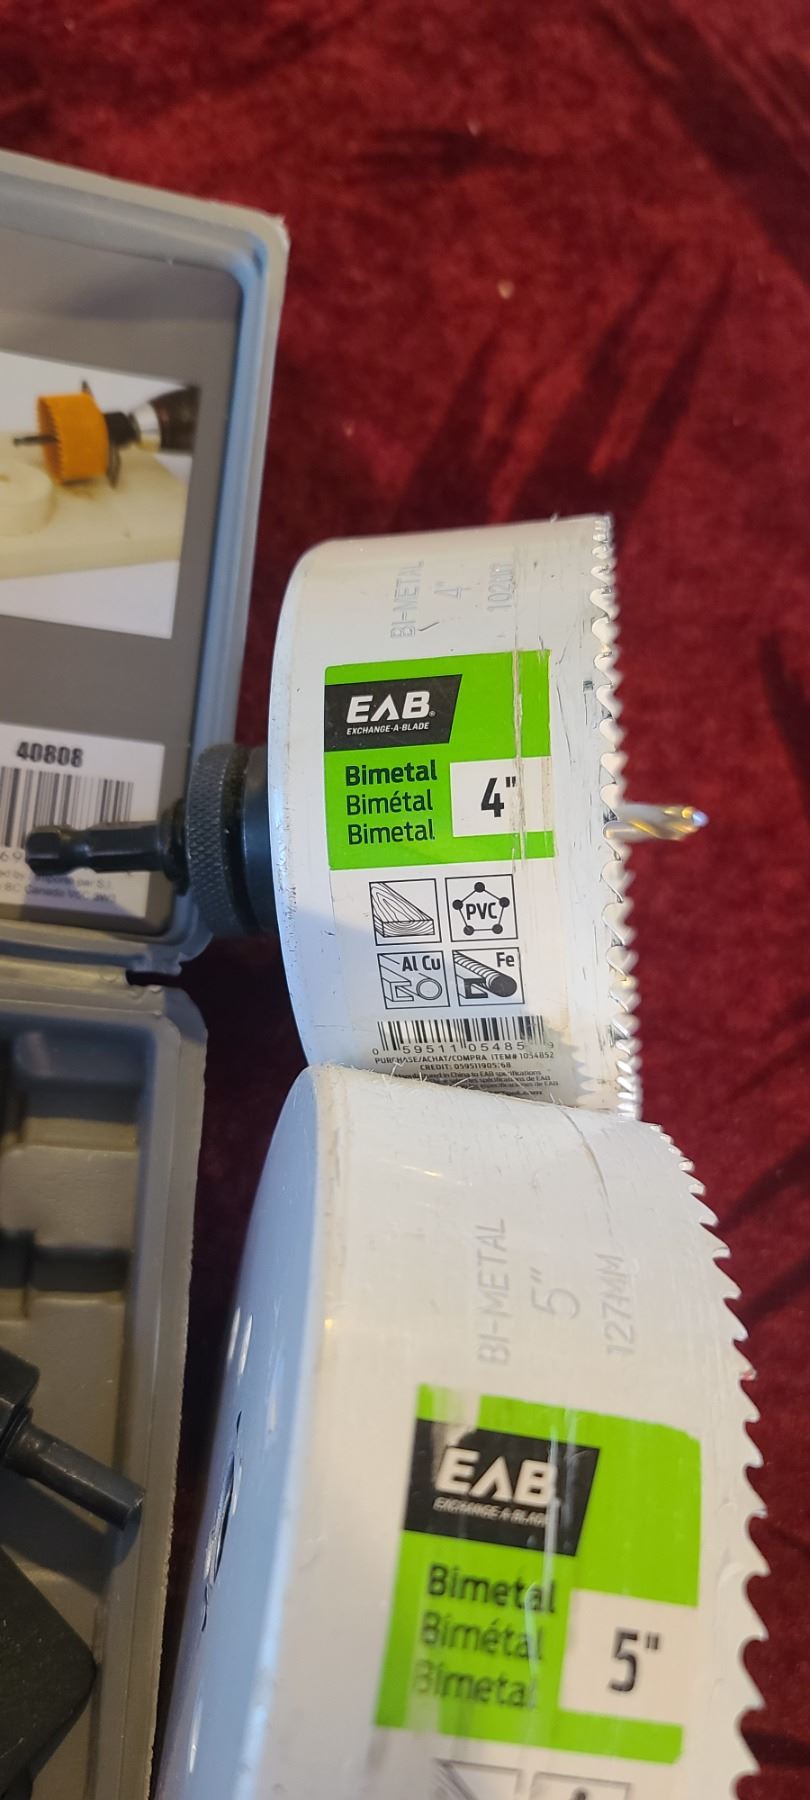 40808
BI-METAL
4"
102MM
EAB®
EXCHANGE-A-BLADE
Bimetal
Bimétal
Bimetal
4"
PVC
Al Cu
Fe
0 59511 05485 9
PURCHASE/ACHAT/COMPRA ITEM# 1054852
BI-METAL
5"
127MM
EAB
EXCHANGE-A-BLADE
Bimetal
Bimétal
Bimetal
5"